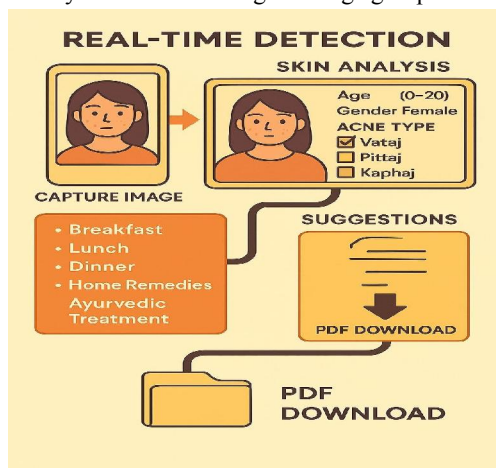 REAL-TIME DETECTION
SKIN ANALYSIS
Age (0-20)
Gender Female
ACNE TYPE
Vataj
Pittaj
Kaphaj
CAPTURE IMAGE
• Breakfast
• Lunch
• Dinner
• Home Remedies
Ayurvedic
Treatment
SUGGESTIONS
PDF DOWNLOAD
PDF
DOWNLOAD